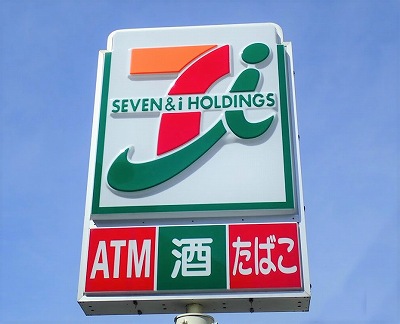 SEVEN & i HOLDINGS
ATM 酒 たばこ